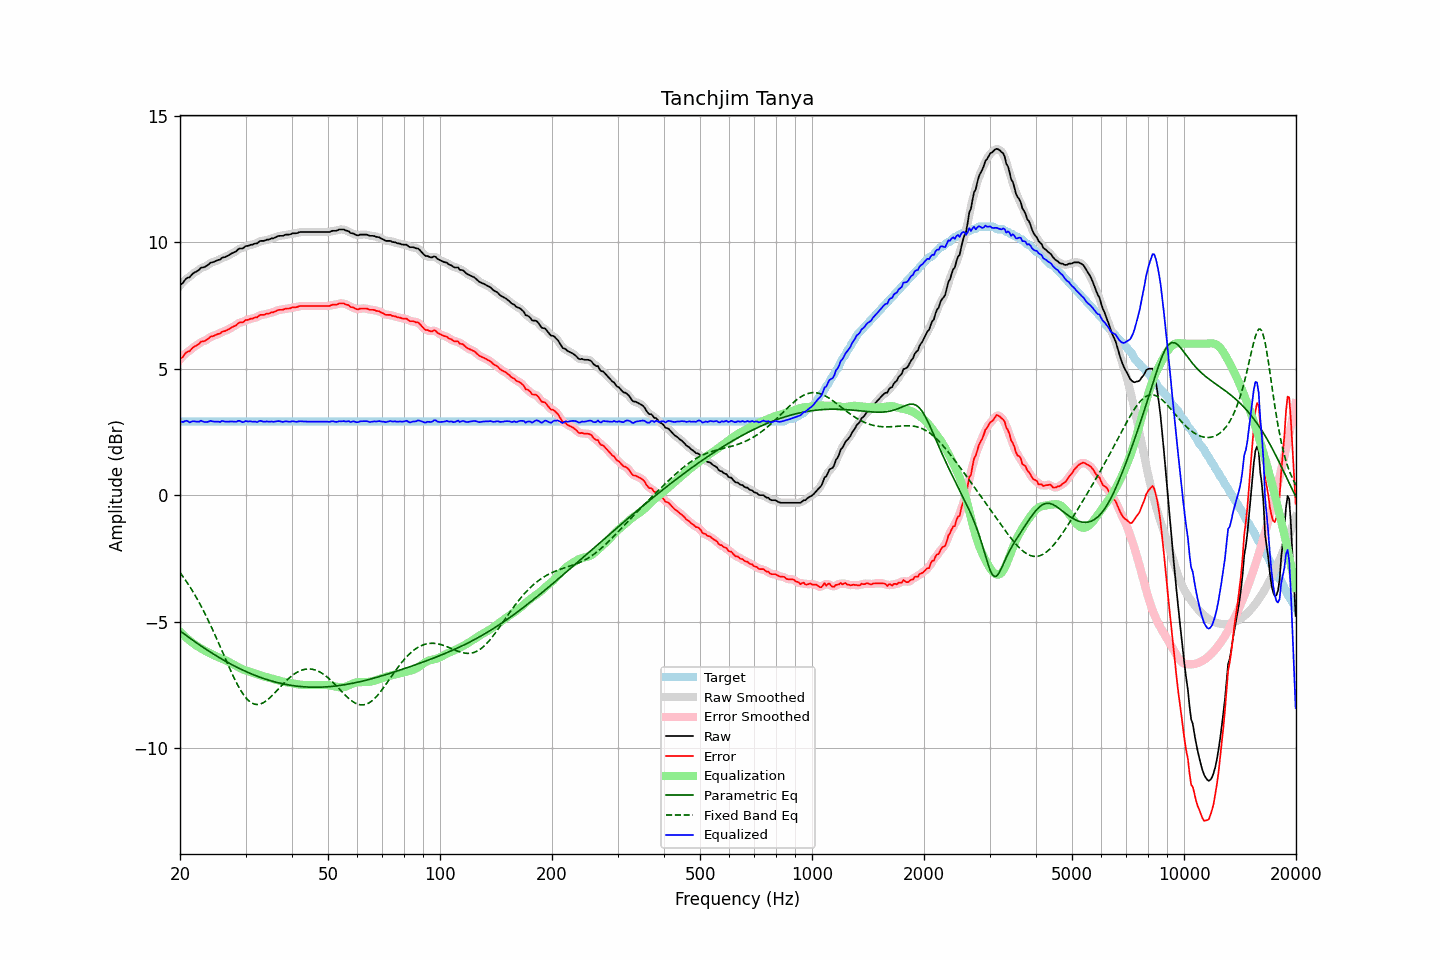 Tanchjim Tanya
15
10
5
0
−5
−10
Amplitude (dBr)
20
50
100
200
500
1000
2000
5000
10000
20000
Frequency (Hz)
Target
Raw Smoothed
Error Smoothed
Raw
Error
Equalization
Parametric Eq
Fixed Band Eq
Equalized